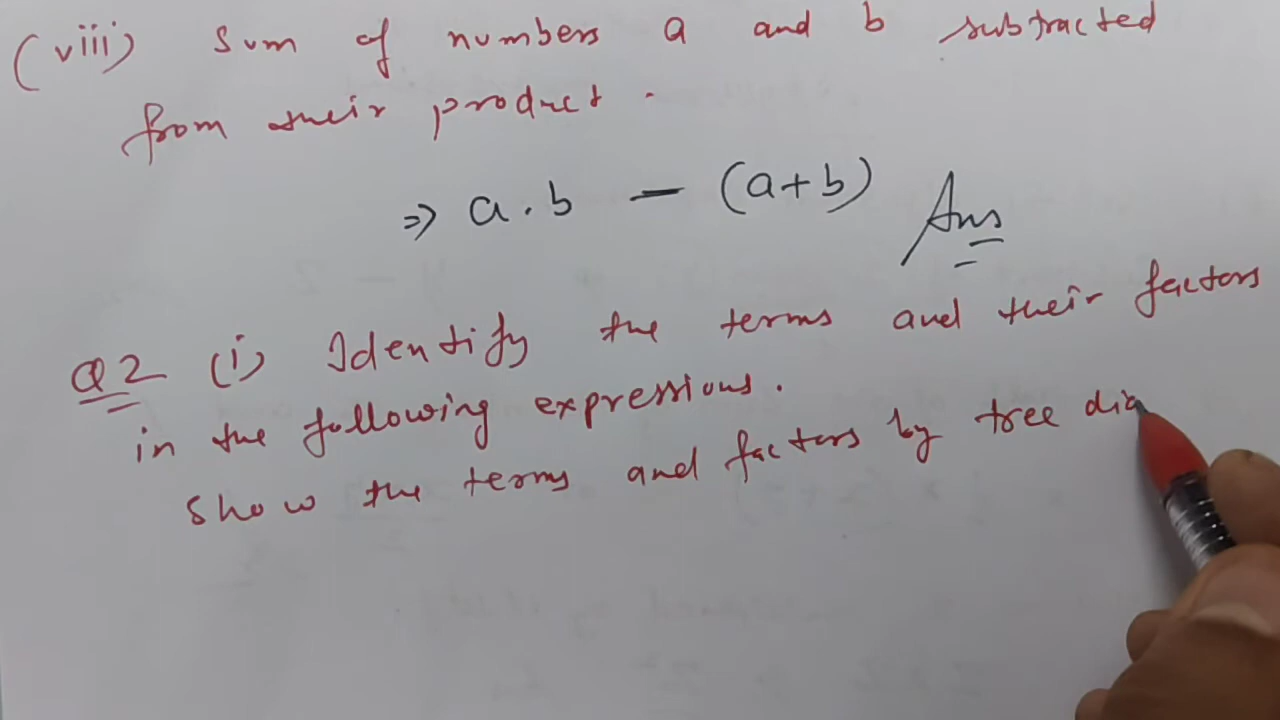 (viii) Sum of numbers a and b subtracted
from their product.
⇒ a.b — (a+b) Ans
Q2 (i) Identify the terms and their factors
in the following expressions.
Show the terms and factors by tree dia